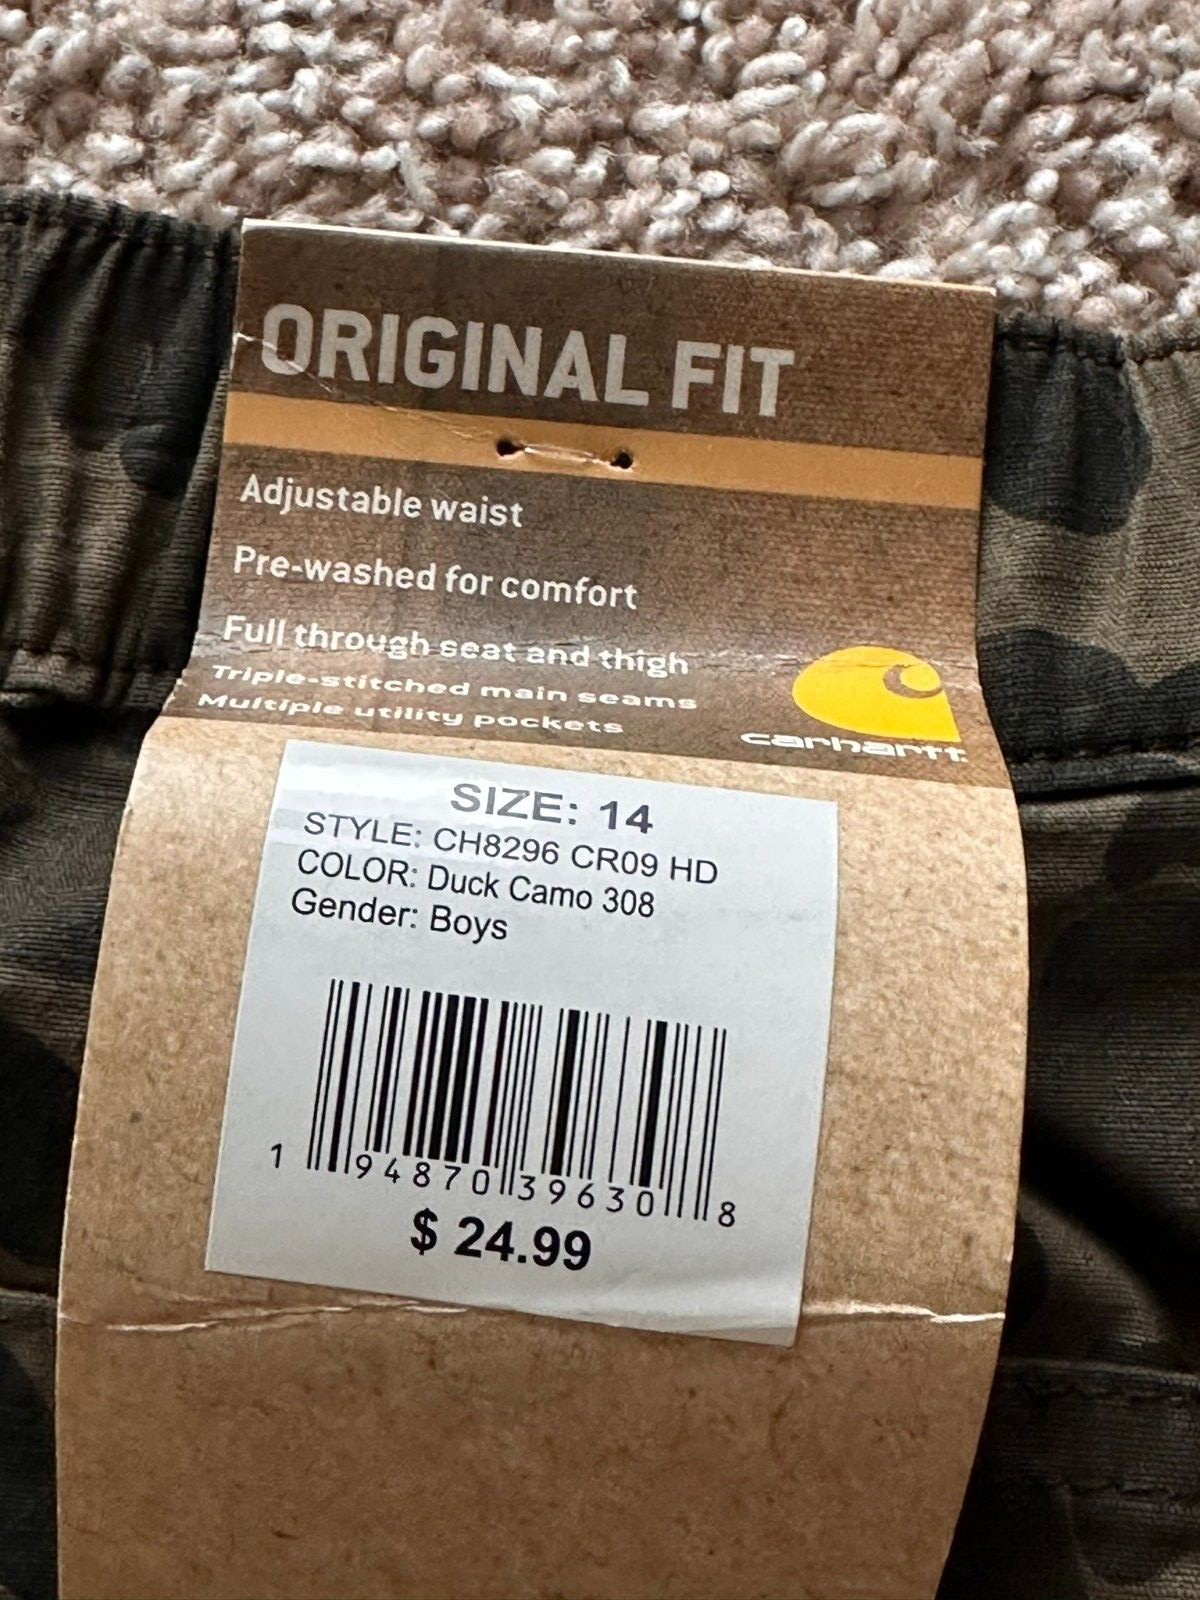 ORIGINAL FIT
Adjustable waist
Pre-washed for comfort
Full through seat and thigh
Triple-stitched main seams
Multiple utility pockets
carhartt
SIZE: 14
STYLE: CH8296 CR09 HD
COLOR: Duck Camo 308
Gender: Boys
1 94870 39630 8
$ 24.99